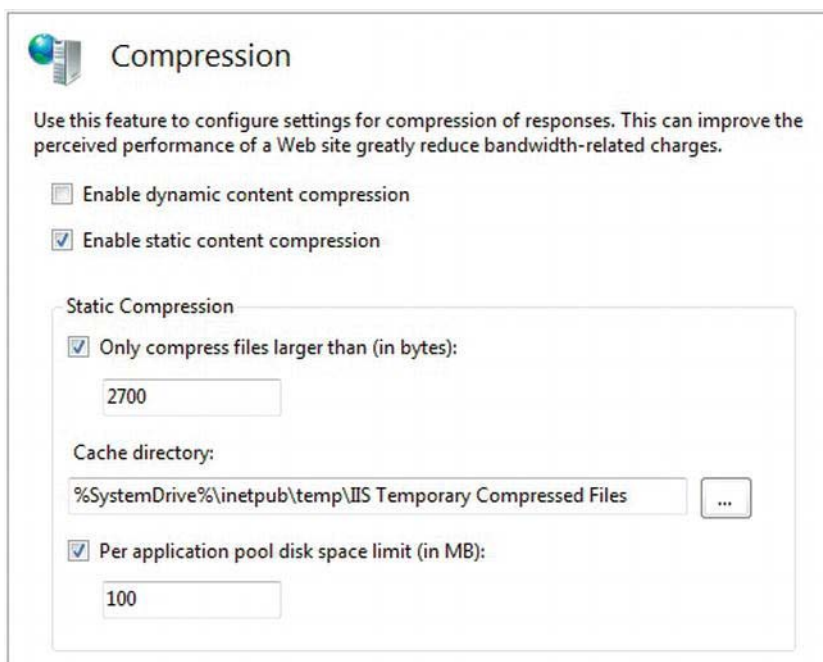 Compression
Use this feature to configure settings for compression of responses. This can improve the
perceived performance of a Web site greatly reduce bandwidth-related charges.
Enable dynamic content compression
Enable static content compression
Static Compression
Only compress files larger than (in bytes):
2700
Cache directory:
%SystemDrive%\inetpub\temp\IIS Temporary Compressed Files
...
Per application pool disk space limit (in MB):
100